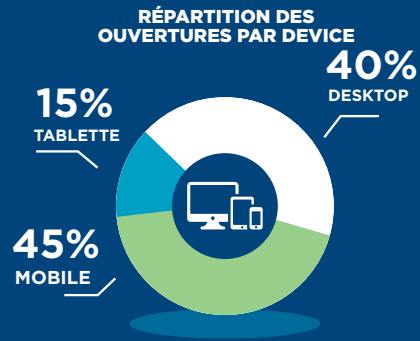 RÉPARTITION DES
OUVERTURES PAR DEVICE
40%
DESKTOP
15%
TABLETTE
45%
MOBILE